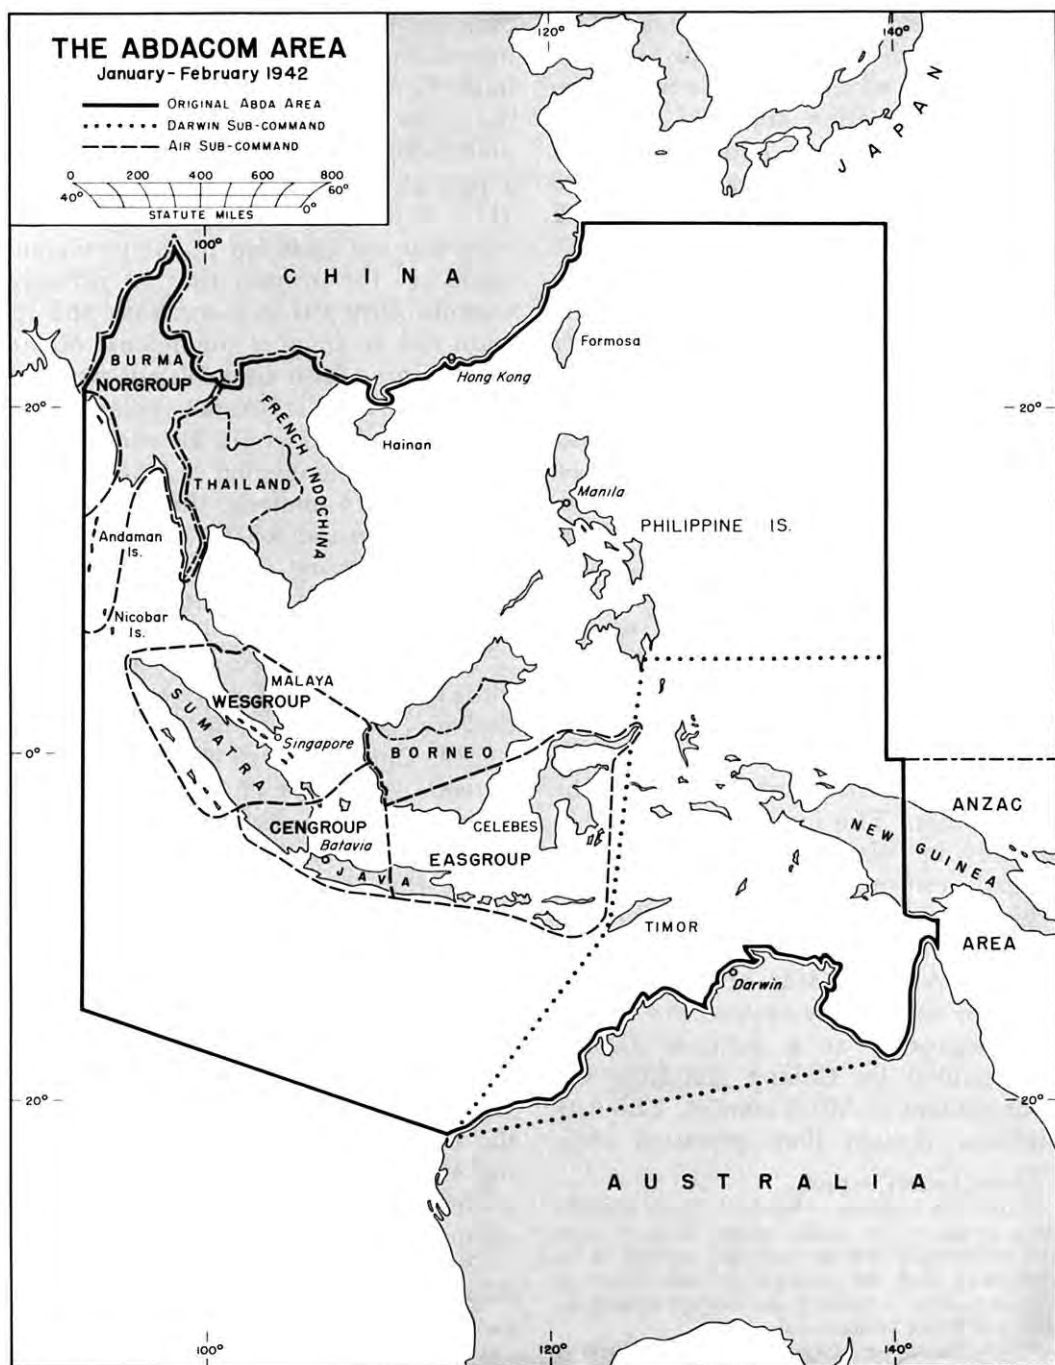 THE ABDACOM AREA
January-February 1942
ORIGINAL ABDA AREA
DARWIN SUB-COMMAND
AIR SUB-COMMAND
0 200 400 600 800
40° 60°
STATUTE MILES 0°
120° 140°
JAPAN
100°
CHINA
Formosa
BURMA
NORGROUP
Hong Kong
20° 20°
Hainan
FRENCH INDOCHINA
THAILAND
Manila
PHILIPPINE IS.
Andaman
Is.
Nicobar
Is.
MALAYA
WESGROUP
SUMATRA
Singapore
0° BORNEO
ANZAC
CELEBES
CENGROUP
NEW GUINEA
Batavia
EASGROUP
JAVA
TIMOR
AREA
Darwin
20° 20°
AUSTRALIA
100° 120° 140°